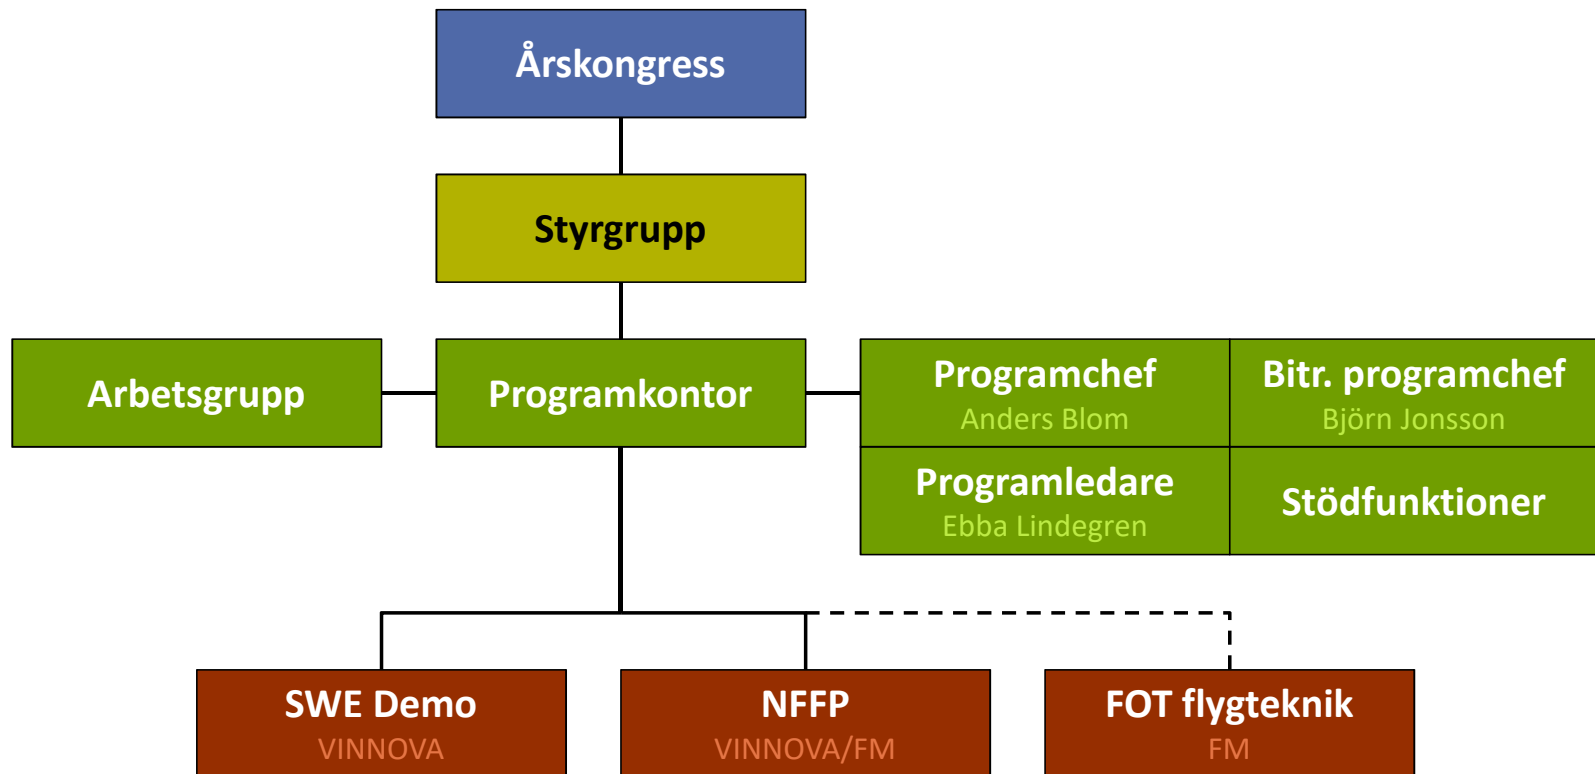 Årskongress
Styrgrupp
Arbetsgrupp
Programkontor
Programchef
Anders Blom
Bitr. programchef
Björn Jonsson
Programledare
Ebba Lindegren
Stödfunktioner
SWE Demo
VINNOVA
NFFP
VINNOVA/FM
FOT flygteknik
FM